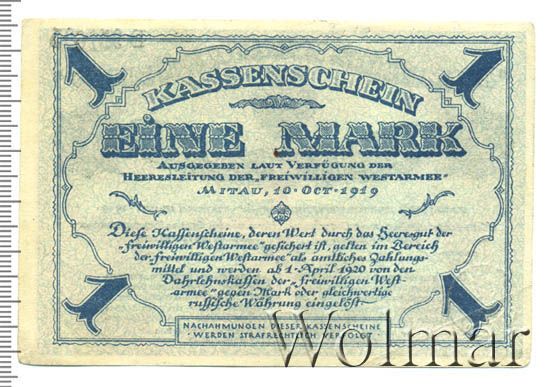 1 1
KASSENSCHEIN
EINE MARK
AUSGEGEBEN LAUT VERFÜGUNG DER
HEERESLEITUNG DER „FREIWILLIGEN WESTARMEE“
MITAU, 10·OCT·1919
Diese Kassenscheine, deren Wert durch das Heeresgut der
„freiwilligen Westarmee“ gesichert ist, gelten im Bereich
der „freiwilligen Westarmee“ als amtliches Zahlungs-
mittel und werden ab 1·April 1920 von den
Dahrlehnskassen der „freiwilligen West-
armee“ gegen Mark oder gleichwertige
russische Währung eingelöst·
1 1
NACHAHMUNGEN DIESER KASSENSCHEINE
WERDEN STRAFRECHTLICH VERFOLGT·
Wolmar